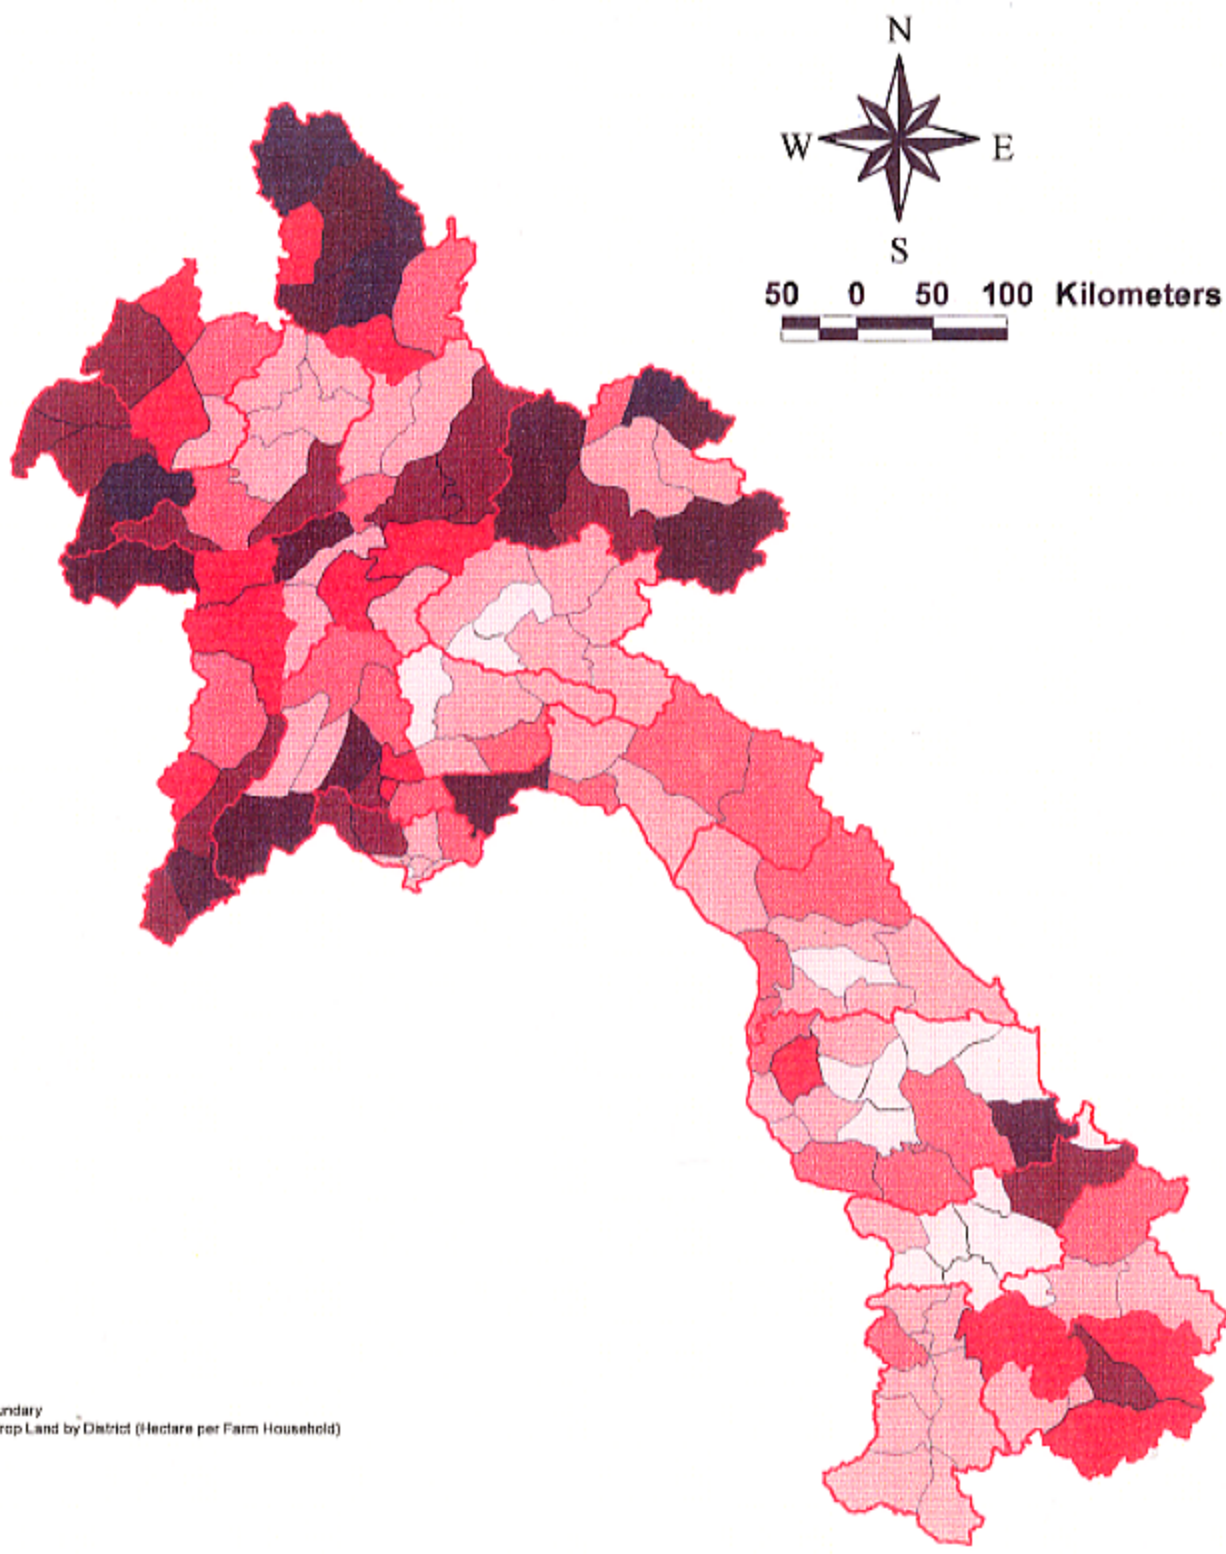 N
W E
S
50 0 50 100 Kilometers
undary
rop Land by District (Hectare per Farm Household)